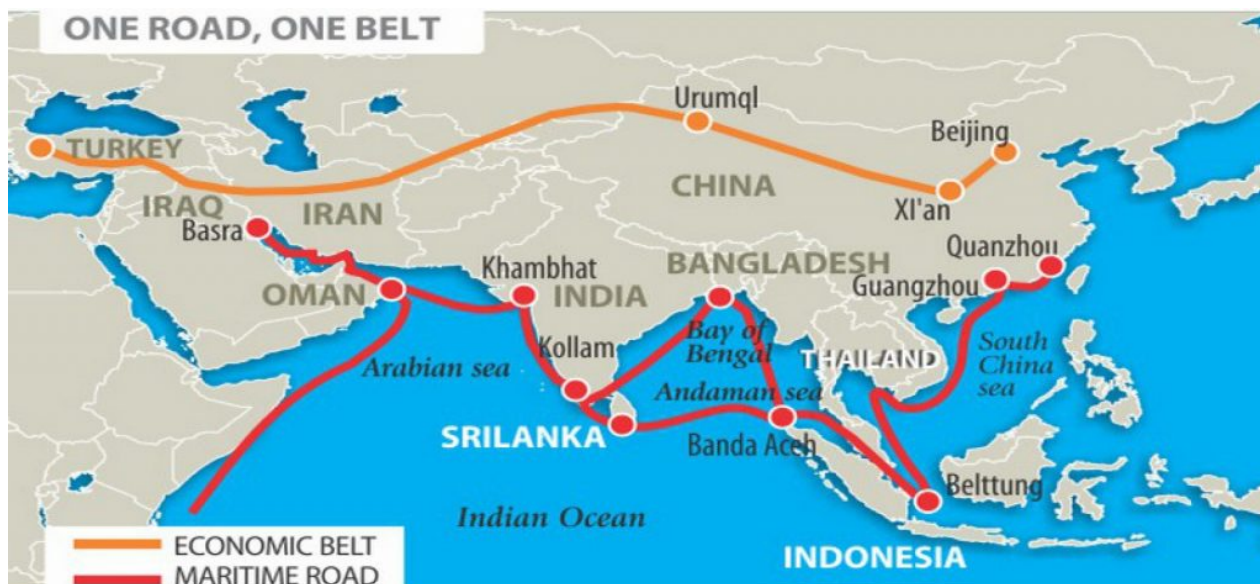 ONE ROAD, ONE BELT
Urumql
Beijing
TURKEY
CHINA
XI'an
IRAQ
IRAN
Basra
Quanzhou
Khambhat
BANGLADESH
Guangzhou
OMAN
INDIA
Bay of
Bengal
South
China
sea
Kollam
THAILAND
Arabian sea
Andaman sea
SRILANKA
Banda Aceh
Belttung
Indian Ocean
INDONESIA
ECONOMIC BELT
MARITIME ROAD